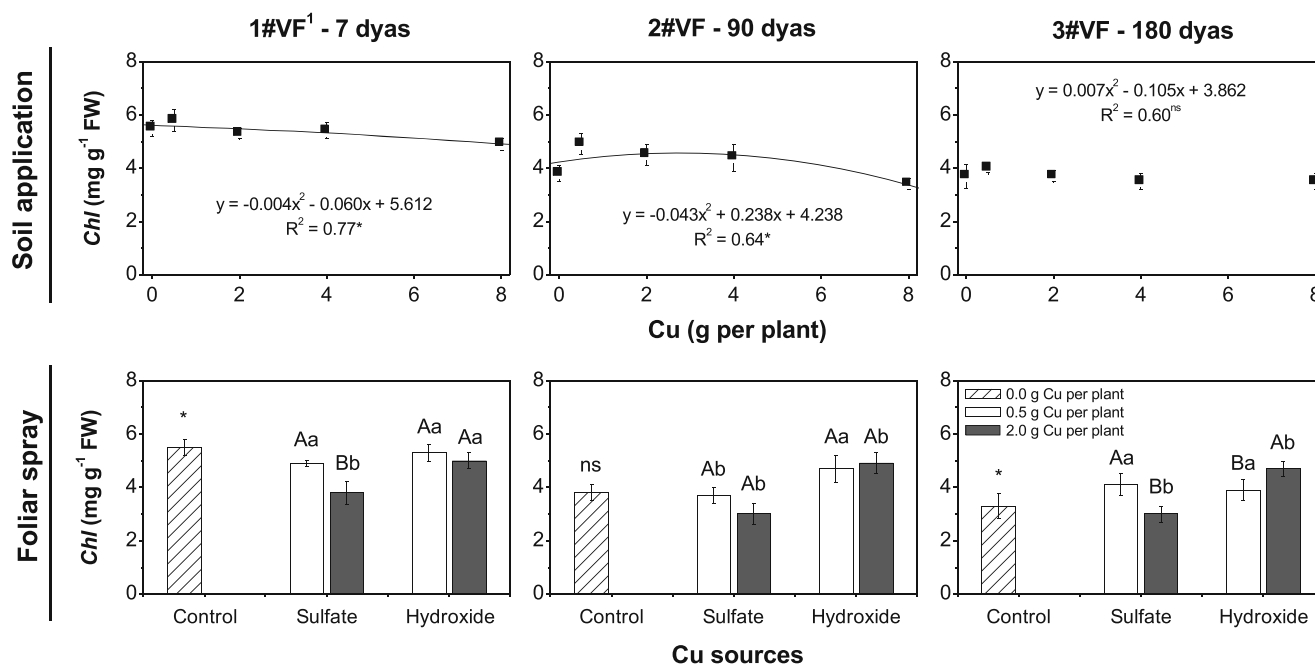 1#VF¹ - 7 dyas
2#VF - 90 dyas
3#VF - 180 dyas
Soil application
Chl (mg g⁻¹ FW)
8
6
4
2
0
y = -0.004x² - 0.060x + 5.612
R² = 0.77*
0 2 4 6 8
8
6
4
2
0
y = -0.043x² + 0.238x + 4.238
R² = 0.64*
0 2 4 6 8
8
6
4
2
0
y = 0.007x² - 0.105x + 3.862
R² = 0.60ⁿˢ
0 2 4 6 8
Cu (g per plant)
Foliar spray
Chl (mg g⁻¹ FW)
8
6
4
2
0
*
Aa
Bb
Aa
Aa
Control Sulfate Hydroxide
8
6
4
2
0
ns
Ab
Ab
Aa
Ab
Control Sulfate Hydroxide
8
6
4
2
0
0.0 g Cu per plant
0.5 g Cu per plant
2.0 g Cu per plant
*
Aa
Bb
Ba
Ab
Control Sulfate Hydroxide
Cu sources